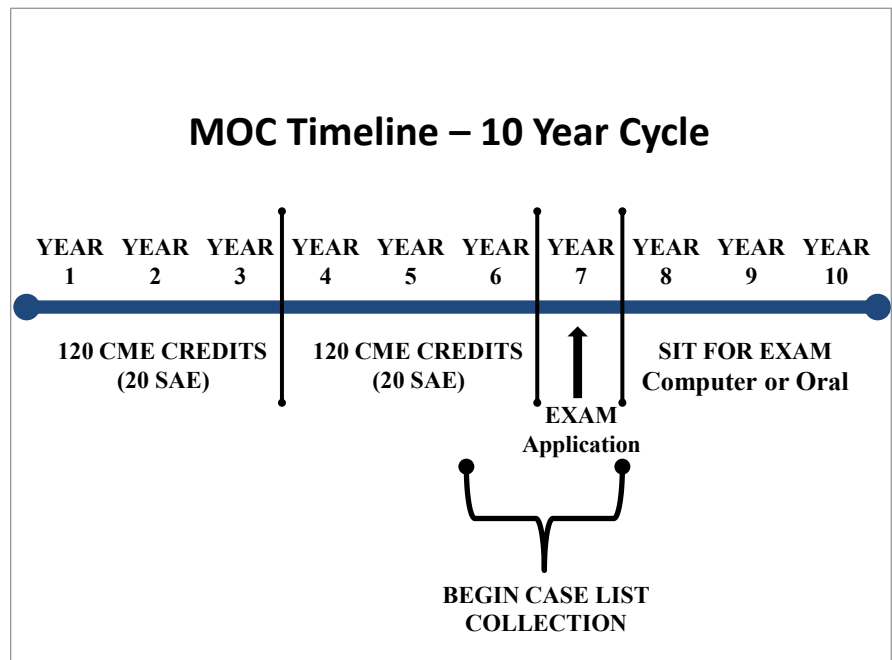 MOC Timeline – 10 Year Cycle
YEAR YEAR YEAR YEAR YEAR YEAR YEAR YEAR YEAR YEAR
1 2 3 4 5 6 7 8 9 10
120 CME CREDITS
(20 SAE)
120 CME CREDITS
(20 SAE)
SIT FOR EXAM
Computer or Oral
EXAM
Application
BEGIN CASE LIST
COLLECTION